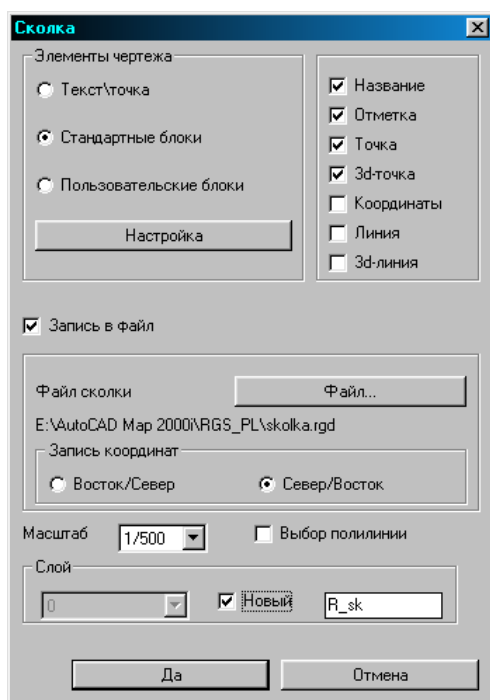 Сколка
Элементы чертежа
Текст\точка
Стандартные блоки
Пользовательские блоки
Настройка
Название
Отметка
Точка
3d-точка
Координаты
Линия
3d-линия
Запись в файл
Файл сколки
Файл...
E:\AutoCAD Map 2000i\RGS_PL\skolka.rgd
Запись координат
Восток/Север
Север/Восток
Масштаб
1/500
Выбор полилинии
Слой
0
Новый
R_sk
Да
Отмена